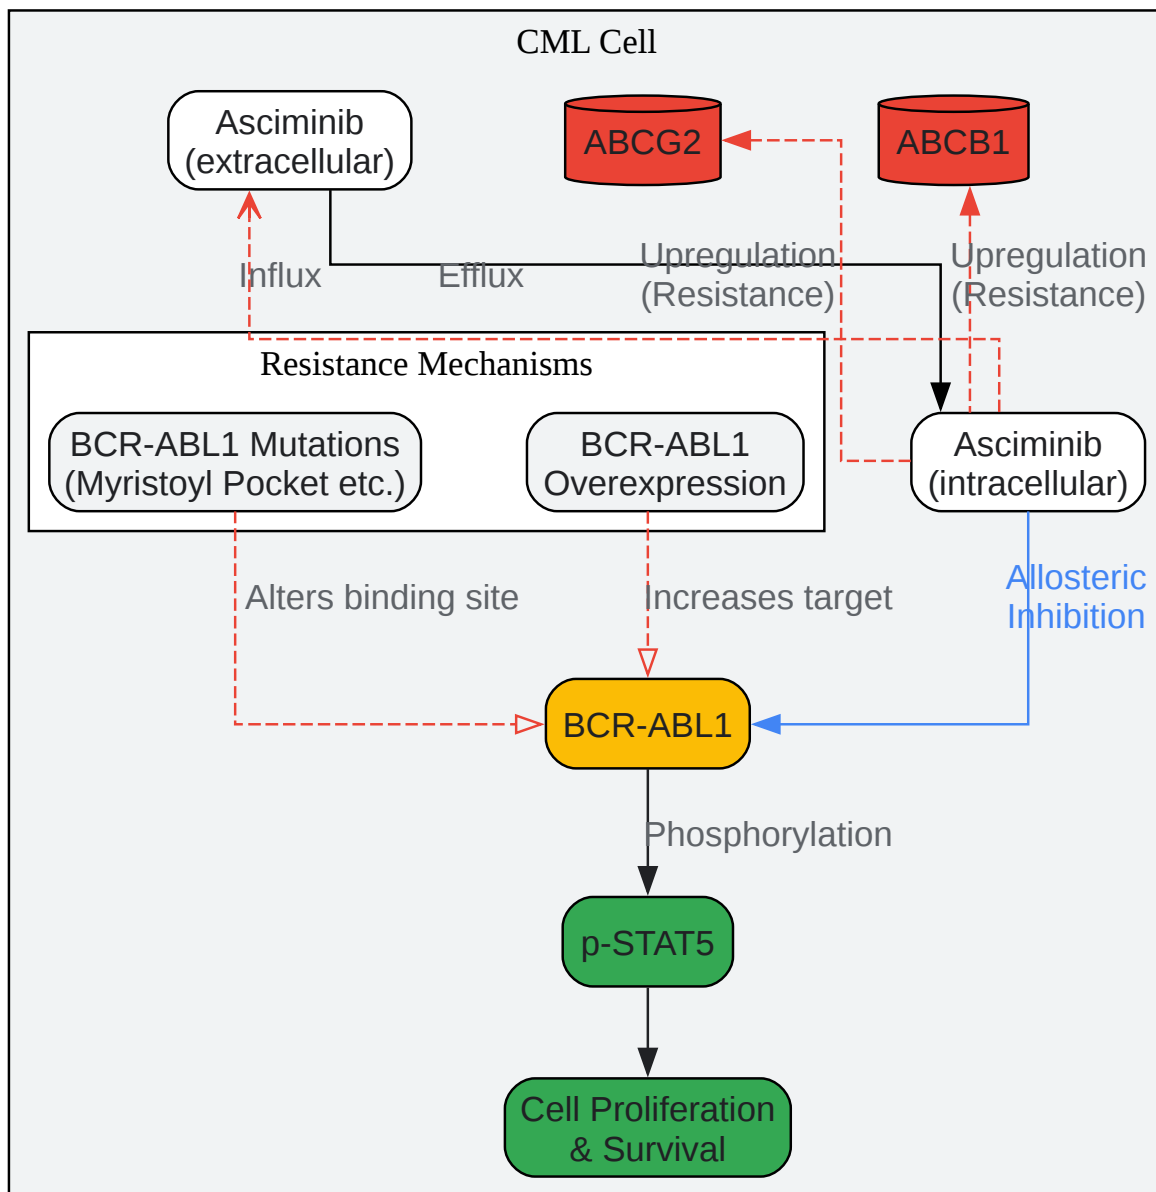 CML Cell
Asciminib
(extracellular)
ABCG2
ABCB1
Influx
Efflux
Upregulation
(Resistance)
Upregulation
(Resistance)
Resistance Mechanisms
BCR-ABL1 Mutations
(Myristoyl Pocket etc.)
BCR-ABL1
Overexpression
Asciminib
(intracellular)
Alters binding site
Increases target
Allosteric
Inhibition
BCR-ABL1
Phosphorylation
p-STAT5
Cell Proliferation
& Survival